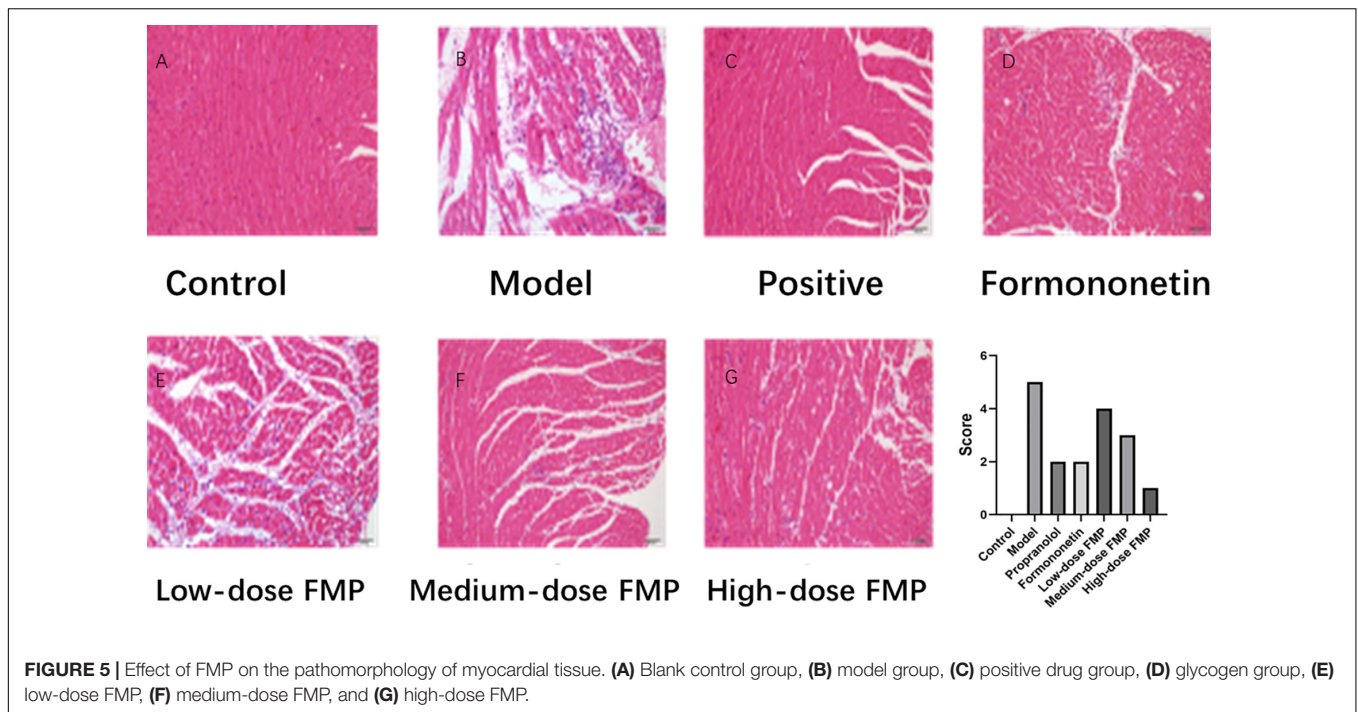 A
B
C
D
Control
Model
Positive
Formononetin
E
F
G
Low-dose FMP
Medium-dose FMP
High-dose FMP
6
4
2
0
Score
Control
Model
Propranolol
Formononetin
Low-dose FMP
Medium-dose FMP
High-dose FMP
FIGURE 5 | Effect of FMP on the pathomorphology of myocardial tissue. (A) Blank control group, (B) model group, (C) positive drug group, (D) glycogen group, (E)
low-dose FMP, (F) medium-dose FMP, and (G) high-dose FMP.